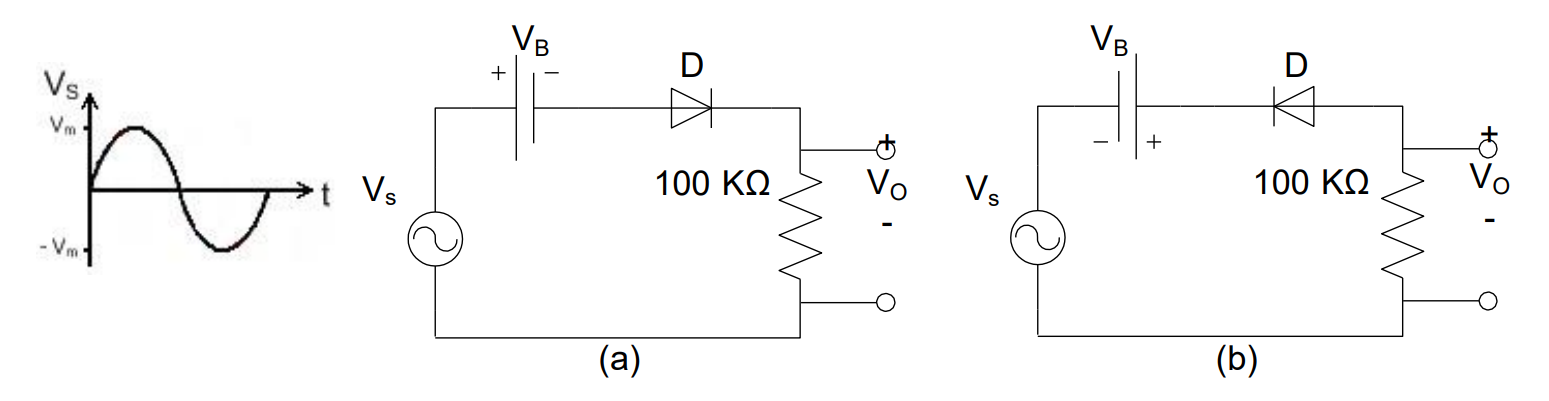 V_S
V_m
- V_m
t
V_B
+ −
D
V_s
100 KΩ
+
V_O
-
(a)
V_B
− +
D
V_s
100 KΩ
+
V_O
-
(b)